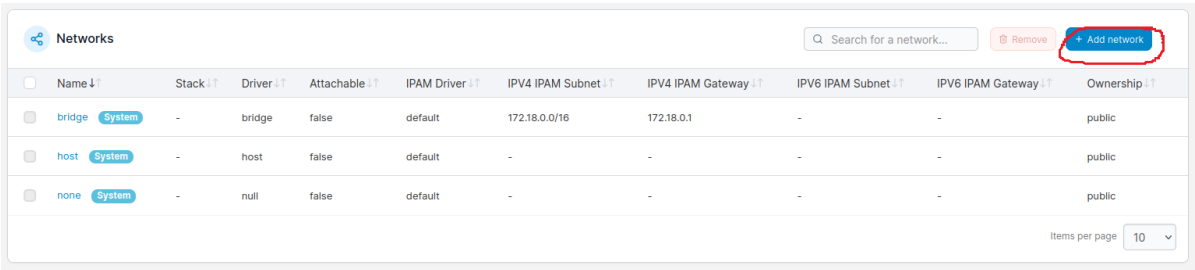 Networks Search for a network... Remove + Add network
Name Stack Driver Attachable IPAM Driver IPV4 IPAM Subnet IPV4 IPAM Gateway IPV6 IPAM Subnet IPV6 IPAM Gateway Ownership
bridge System - bridge false default 172.18.0.0/16 172.18.0.1 - - public
host System - host false default - - - - public
none System - null false default - - - - public
Items per page 10